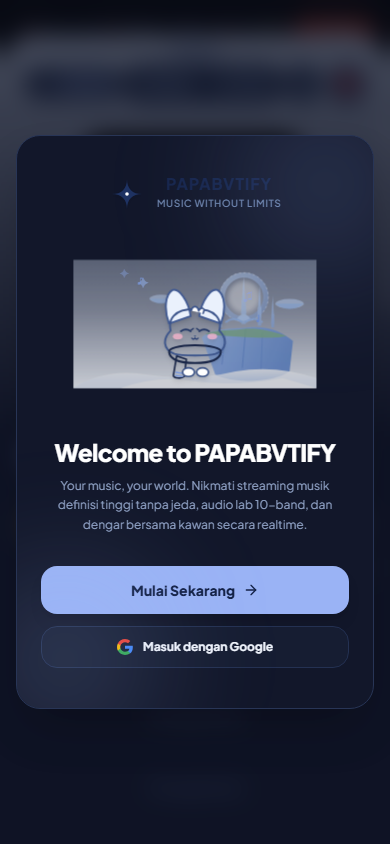 PAPABVTIFY
MUSIC WITHOUT LIMITS
Welcome to PAPABVTIFY
Your music, your world. Nikmati streaming musik
definisi tinggi tanpa jeda, audio lab 10-band, dan
dengar bersama kawan secara realtime.
Mulai Sekarang →
Masuk dengan Google